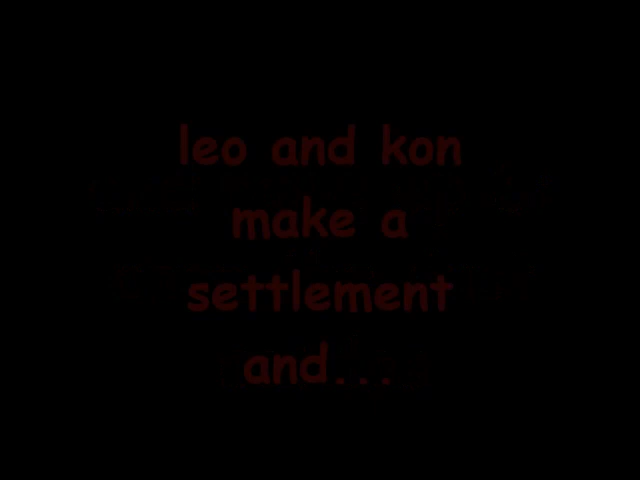 leo and kon
make a
settlement
and...